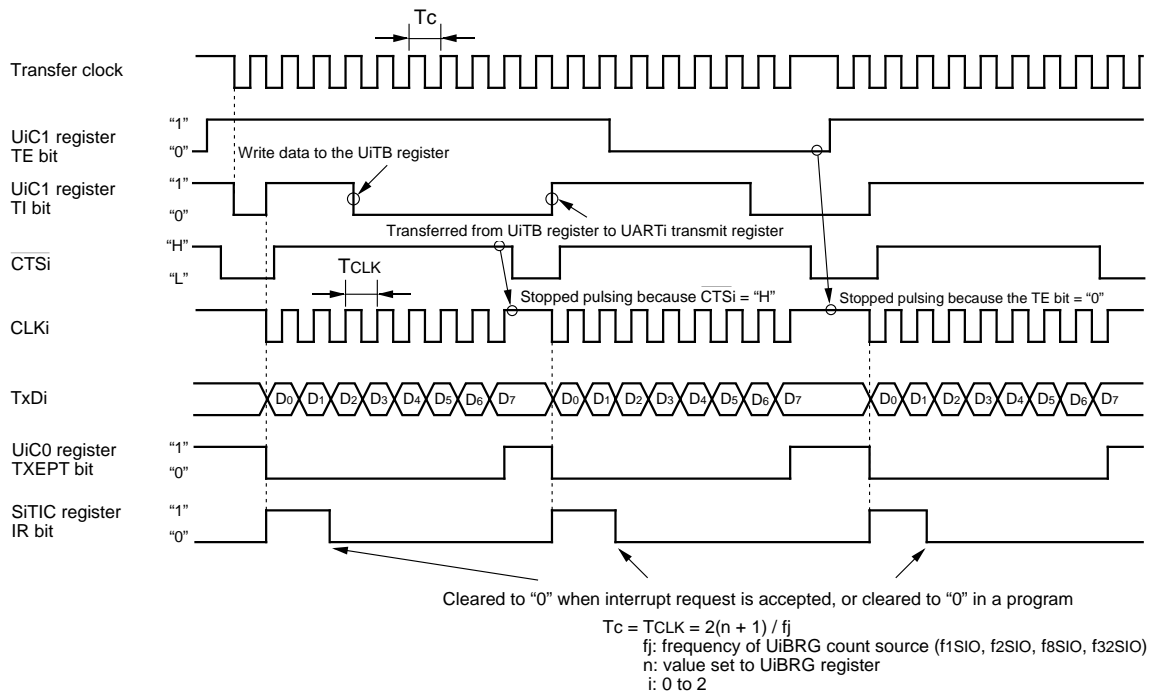 Tc
Transfer clock
UiC1 register
TE bit
“1”
“0”
Write data to the UiTB register
UiC1 register
TI bit
“1”
“0”
Transferred from UiTB register to UARTi transmit register
CTSi
“H”
“L”
TCLK
Stopped pulsing because CTSi = “H”
Stopped pulsing because the TE bit = “0”
CLKi
TxDi
D0 D1 D2 D3 D4 D5 D6 D7 D0 D1 D2 D3 D4 D5 D6 D7 D0 D1 D2 D3 D4 D5 D6 D7
UiC0 register
TXEPT bit
“1”
“0”
SiTIC register
IR bit
“1”
“0”
Cleared to “0” when interrupt request is accepted, or cleared to “0” in a program
Tc = TCLK = 2(n + 1) / fj
fj: frequency of UiBRG count source (f1SIO, f2SIO, f8SIO, f32SIO)
n: value set to UiBRG register
i: 0 to 2